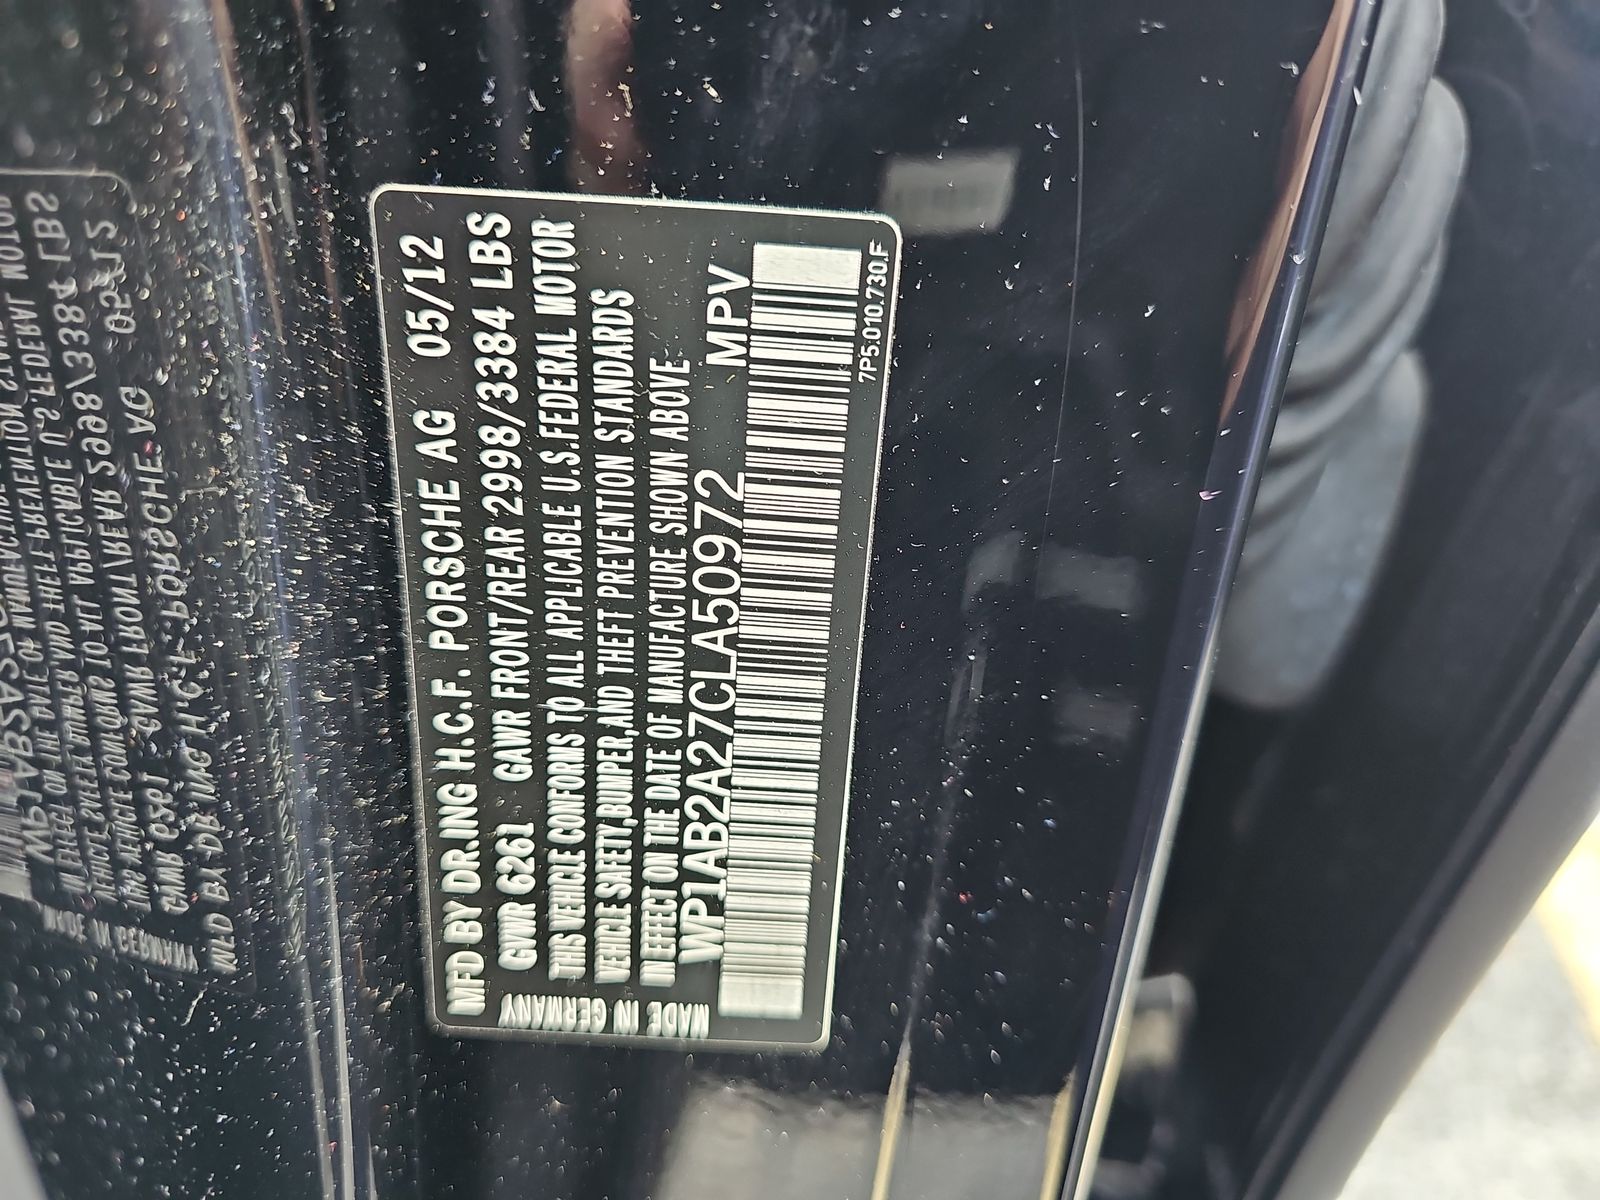 MFD BY DR.ING H.C.F. PORSCHE AG 05/12
GVWR 6261 GAWR FRONT/REAR 2998/3384 LBS
THIS VEHICLE CONFORMS TO ALL APPLICABLE U.S.FEDERAL MOTOR
VEHICLE SAFETY,BUMPER,AND THEFT PREVENTION STANDARDS
IN EFFECT ON THE DATE OF MANUFACTURE SHOWN ABOVE
WP1AB2A27CLA50972 MPV
MADE IN GERMANY
7P5.010.730.F